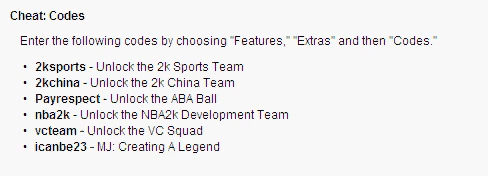 Cheat: Codes
Enter the following codes by choosing "Features," "Extras" and then "Codes."
• 2ksports - Unlock the 2k Sports Team
• 2kchina - Unlock the 2k China Team
• Payrespect - Unlock the ABA Ball
• nba2k - Unlock the NBA2k Development Team
• vcteam - Unlock the VC Squad
• icanbe23 - MJ: Creating A Legend